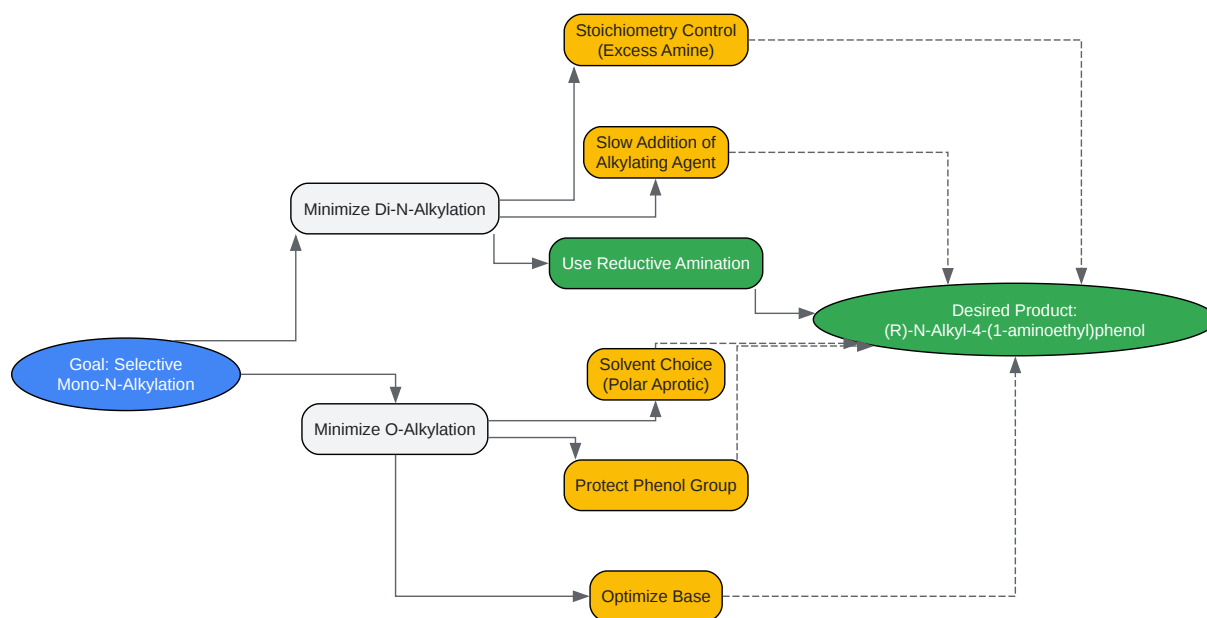 Stoichiometry Control
(Excess Amine)
Slow Addition of
Alkylating Agent
Minimize Di-N-Alkylation
Use Reductive Amination
Desired Product:
(R)-N-Alkyl-4-(1-aminoethyl)phenol
Goal: Selective
Mono-N-Alkylation
Solvent Choice
(Polar Aprotic)
Minimize O-Alkylation
Protect Phenol Group
Optimize Base